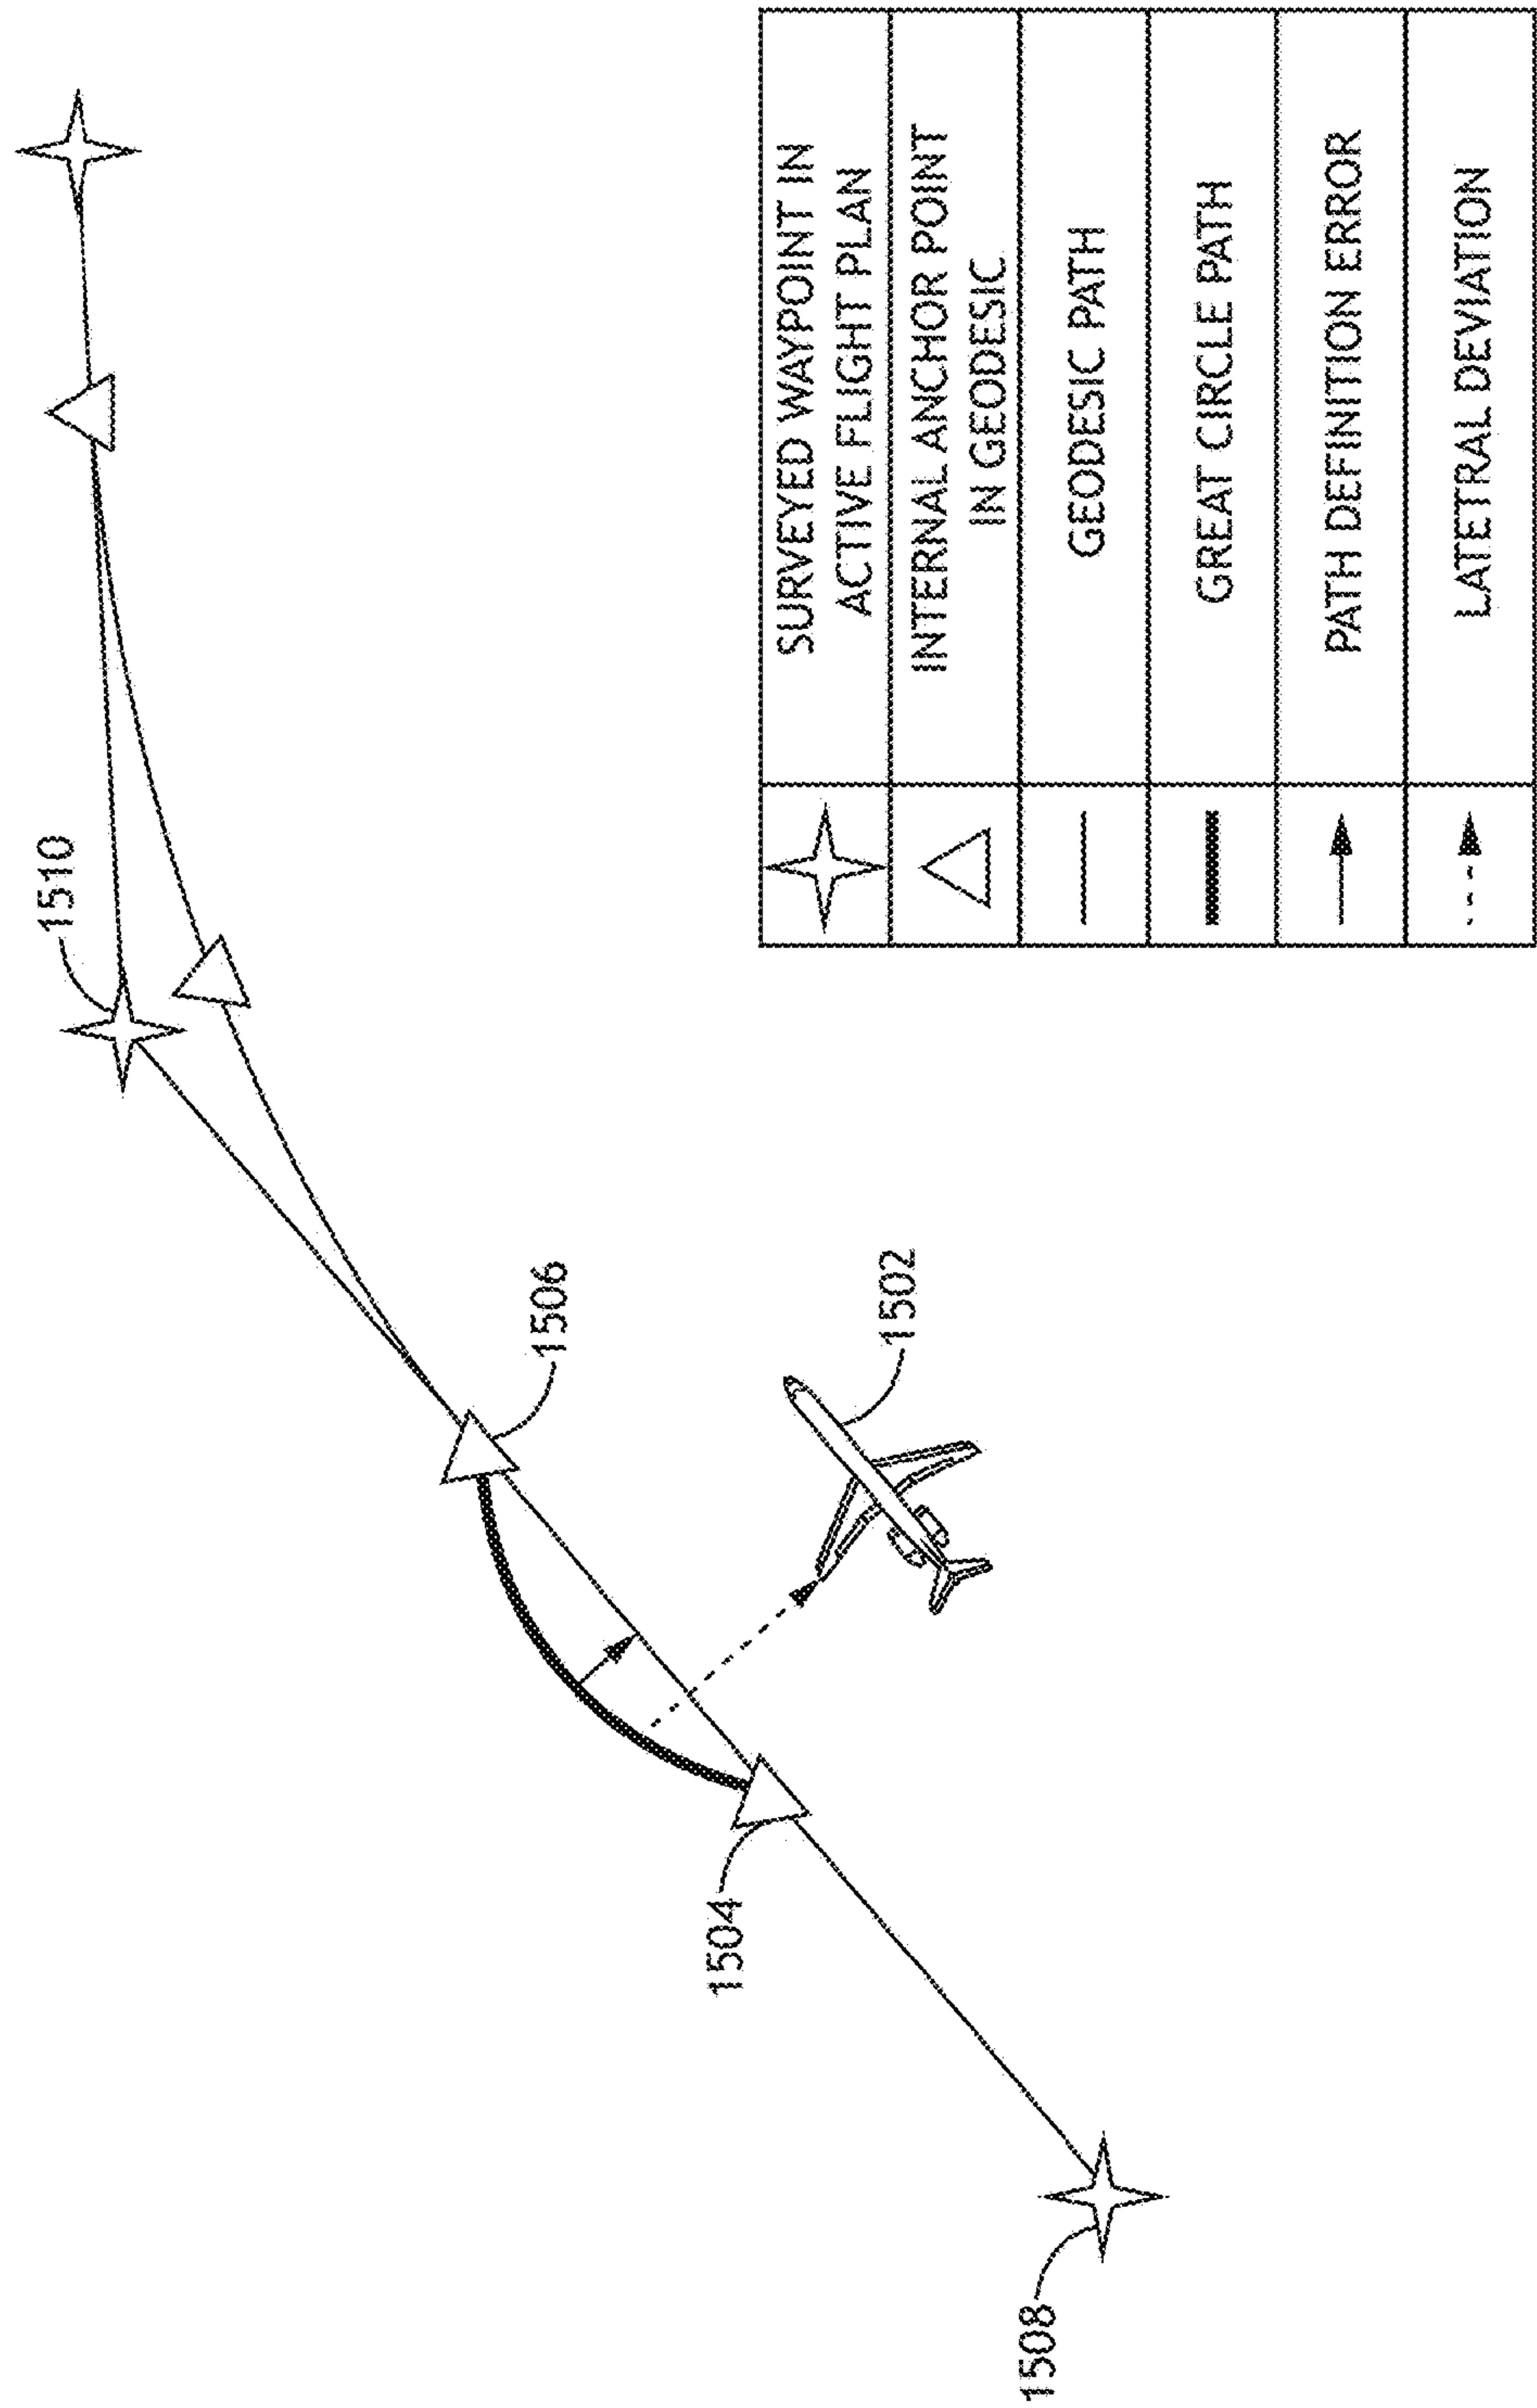 1510
1506
1502
1504
1508
SURVEYED WAYPOINT IN
ACTIVE FLIGHT PLAN
INTERNAL ANCHOR POINT
IN GEODESIC
GEODESIC PATH
GREAT CIRCLE PATH
PATH DEFINITION ERROR
LATETRAL DEVIATION